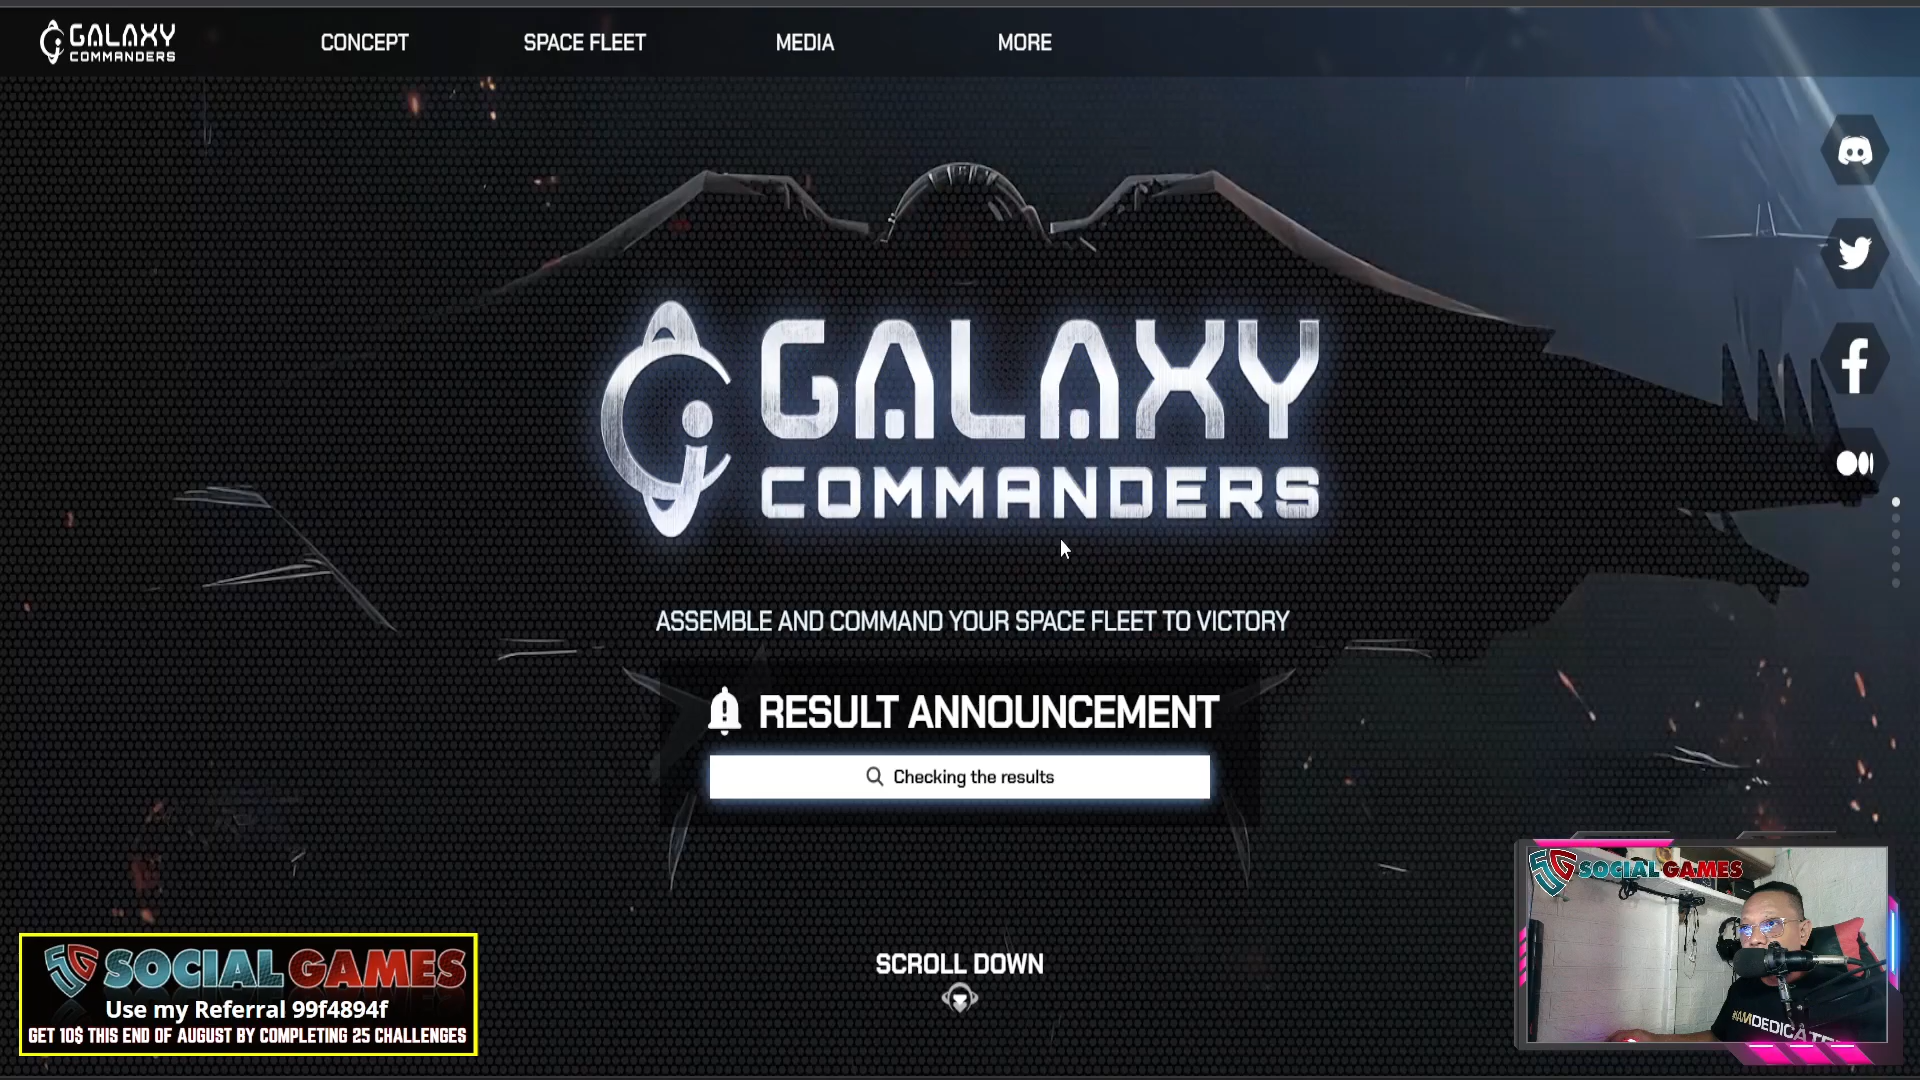 GALAXY
COMMANDERS
CONCEPT
SPACE FLEET
MEDIA
MORE
GALAXY
COMMANDERS
ASSEMBLE AND COMMAND YOUR SPACE FLEET TO VICTORY
RESULT ANNOUNCEMENT
Checking the results
SCROLL DOWN
SOCIAL GAMES
Use my Referral 99f4894f
GET 10$ THIS END OF AUGUST BY COMPLETING 25 CHALLENGES
SOCIAL GAMES